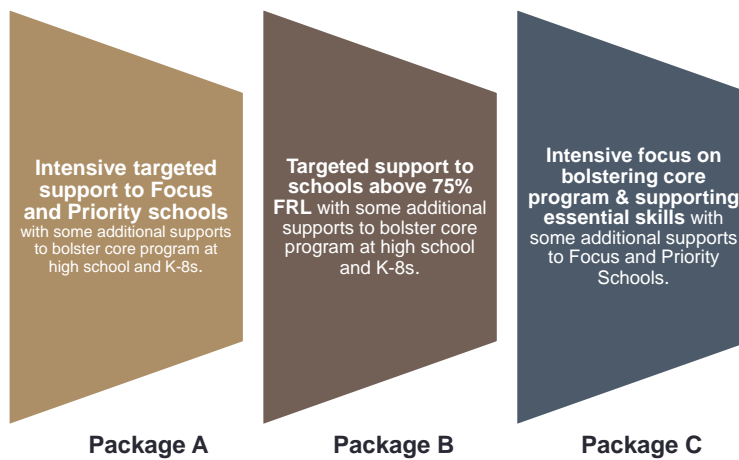 Intensive targeted
support to Focus
and Priority schools
with some additional supports
to bolster core program at
high school and K-8s.
Targeted support to
schools above 75%
FRL with some additional
supports to bolster core
program at high school
and K-8s.
Intensive focus on
bolstering core
program & supporting
essential skills with
some additional supports
to Focus and Priority
Schools.
Package A
Package B
Package C